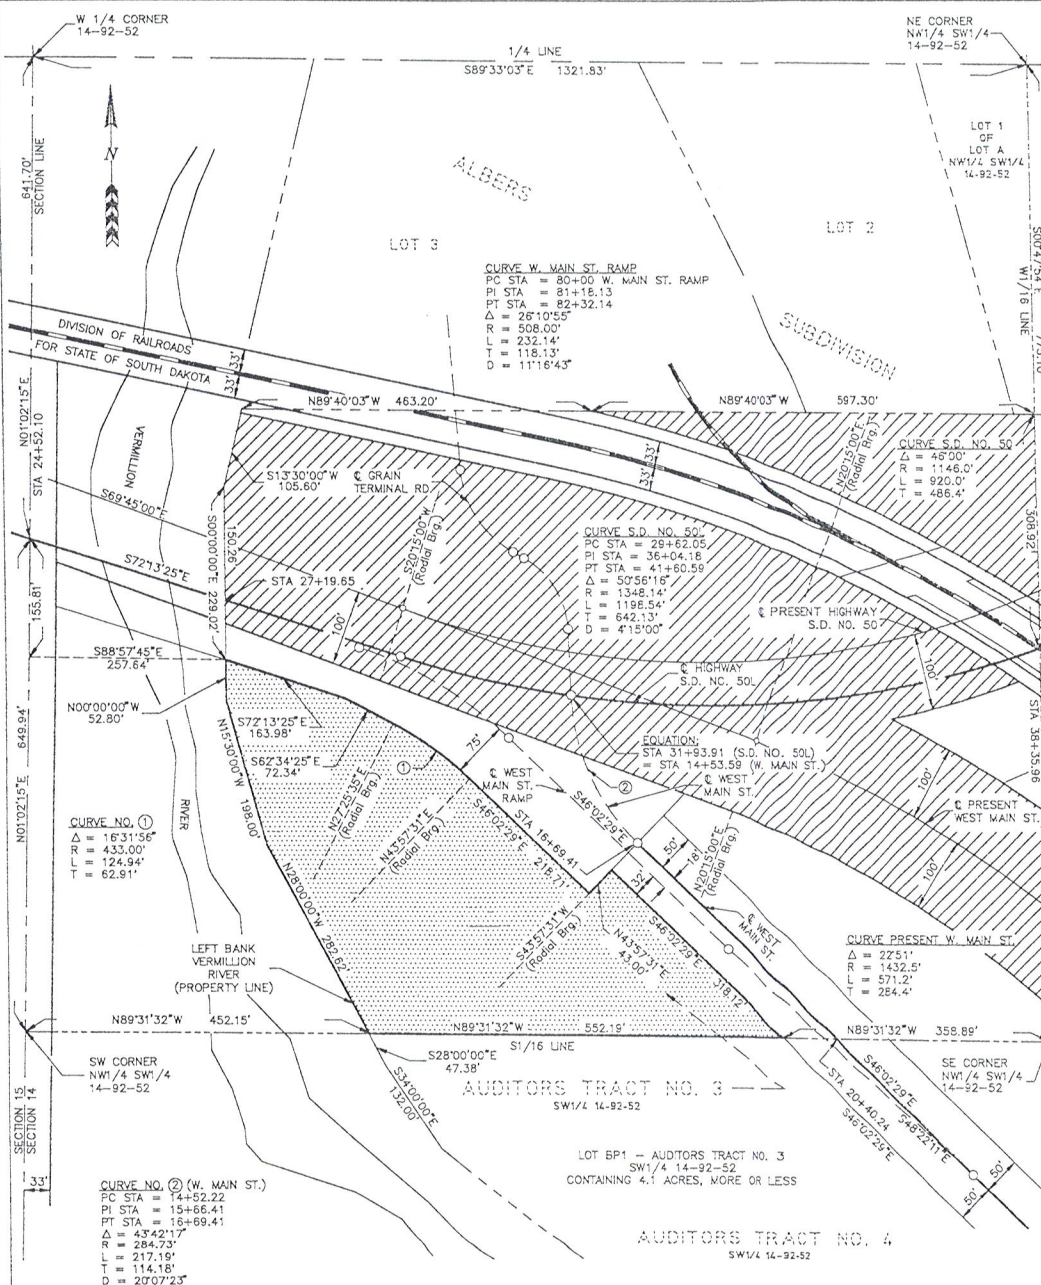 W 1/4 CORNER
14-92-52
NE CORNER
NW1/4 SW1/4
14-92-52
1/4 LINE
S89°33'03"E 1321.83'
N
641.70'
SECTION LINE
ALBERS
LOT 1
OF
LOT A
NW1/4 SW1/4
14-92-52
LOT 3
LOT 2
W1/16 LINE
CURVE W. MAIN ST. RAMP
PC STA = 80+00 W. MAIN ST. RAMP
PI STA = 81+18.13
PT STA = 82+32.14
Δ = 26°10'55"
R = 508.00'
L = 232.14'
T = 118.13'
D = 11°16'43"
SUBDIVISION
DIVISION OF RAILROADS
FOR STATE OF SOUTH DAKOTA
33' 33'
N89°40'03"W 463.20'
N89°40'03"W 597.30'
N01°02'15"E
STA 24+52.10
VERMILLION
S13°30'00"W
105.60'
℄ GRAIN
TERMINAL RD.
33' 33'
N20°15'00"E
(Radial Brg.)
CURVE S.D. NO. 50
Δ = 46°00'
R = 1146.0'
L = 920.0'
T = 486.4'
S69°45'00"E
308.92'
S00°00'00"E 229.02'
150.26'
S20°15'00"W
(Radial Brg.)
CURVE S.D. NO. 50L
PC STA = 29+62.05
PI STA = 36+04.18
PT STA = 41+60.59
Δ = 50°56'16"
R = 1348.14'
L = 1198.54'
T = 642.13'
D = 4°15'00"
S72°13'25"E
STA 27+19.65
100'
℄ PRESENT HIGHWAY
S.D. NO. 50
155.81'
S88°57'45"E
257.64'
℄ HIGHWAY
S.D. NO. 50L
100'
STA 38+35.96
N00°00'00"W
52.80'
S72°13'25"E
163.98'
S62°34'25"E
72.34'
①
75'
EQUATION:
STA 31+93.91 (S.D. NO. 50L)
= STA 14+53.59 (W. MAIN ST.)
②
℄ WEST
MAIN ST.
RAMP
℄ WEST
MAIN ST.
100'
℄ PRESENT
WEST MAIN ST.
649.94'
N01°02'15"E
N15°30'00"W 198.00'
N27°25'35"E
(Radial Brg.)
N43°57'31"E
(Radial Brg.)
S46°02'29"E 218.71'
STA 16+69.41
S46°02'29"E
50'
18'
N20°15'00"E
(Radial Brg.)
100'
RIVER
CURVE NO. ①
Δ = 16°31'56"
R = 433.00'
L = 124.94'
T = 62.91'
N28°00'00"W 282.62'
32'
S43°57'31"W
(Radial Brg.)
N43°57'31"E
43.00'
S46°02'29"E
318.12'
℄ WEST
MAIN ST.
LEFT BANK
VERMILLION
RIVER
(PROPERTY LINE)
CURVE PRESENT W. MAIN ST.
Δ = 22°51'
R = 1432.5'
L = 571.2'
T = 284.4'
N89°31'32"W 452.15'
N89°31'32"W 552.19'
N89°31'32"W 358.89'
S1/16 LINE
SW CORNER
NW1/4 SW1/4
14-92-52
S28°00'00"E
47.38'
SE CORNER
NW1/4 SW1/4
14-92-52
S34°00'00"E
132.00'
AUDITORS TRACT NO. 3
SW1/4 14-92-52
STA 20+40.24
S46°02'29"E
S46°02'29"E
S48°22'11"E
SECTION 15
SECTION 14
LOT BP1 - AUDITORS TRACT NO. 3
SW1/4 14-92-52
CONTAINING 4.1 ACRES, MORE OR LESS
33'
50'
50'
CURVE NO. ② (W. MAIN ST.)
PC STA = 14+52.22
PI STA = 15+66.41
PT STA = 16+69.41
Δ = 43°42'17"
R = 284.73'
L = 217.19'
T = 114.18'
D = 20°07'23"
AUDITORS TRACT NO. 4
SW1/4 14-92-52